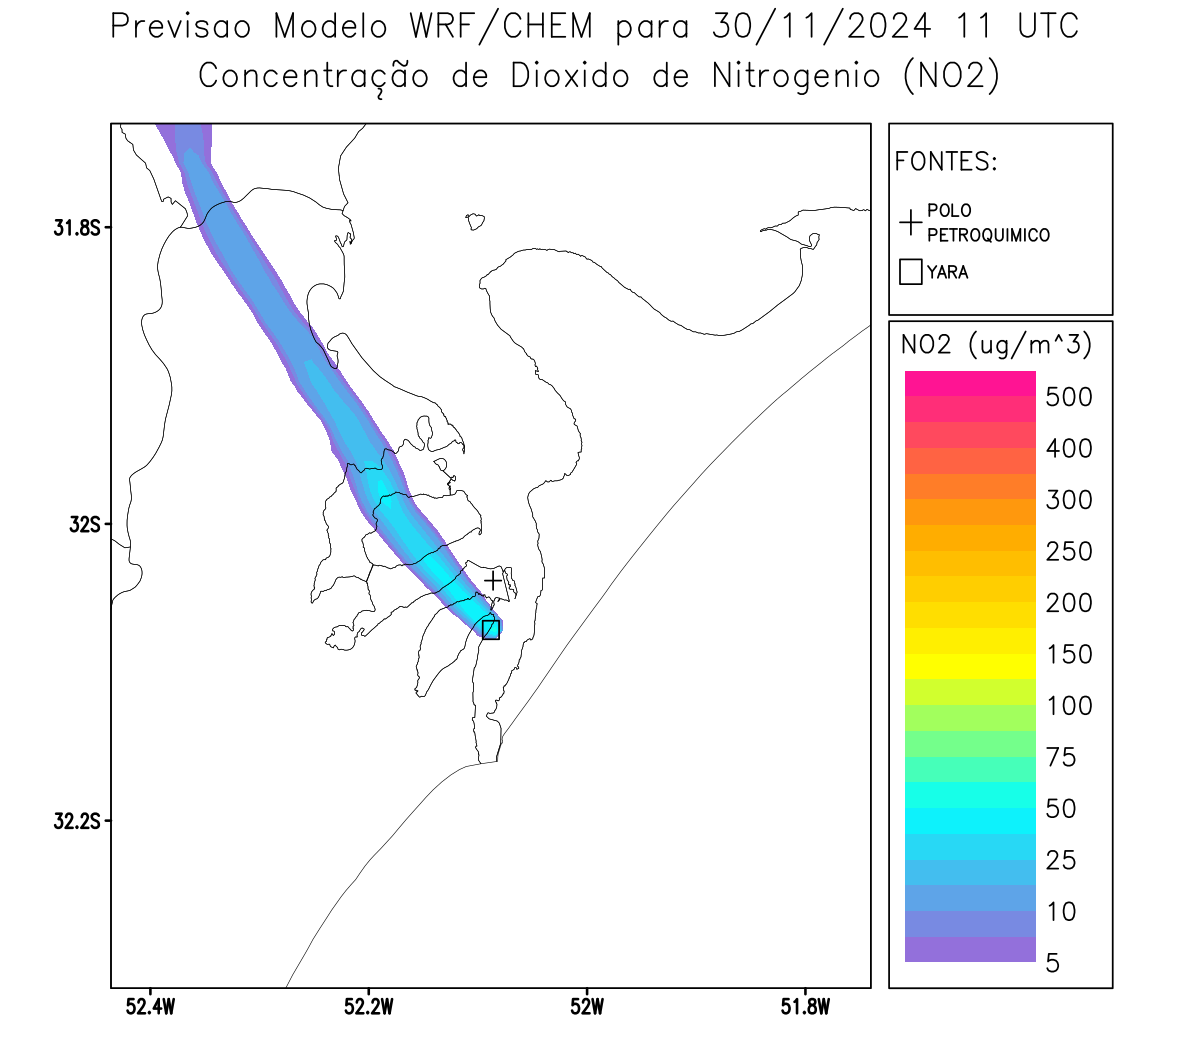 Previsao Modelo WRF/CHEM para 30/11/2024 11 UTC
Concentração de Dioxido de Nitrogenio (NO2)
FONTES:
POLO
PETROQUIMICO
YARA
NO2 (ug/m^3)
500
400
300
250
200
150
100
75
50
25
10
5
31.8S
32S
32.2S
52.4W
52.2W
52W
51.8W